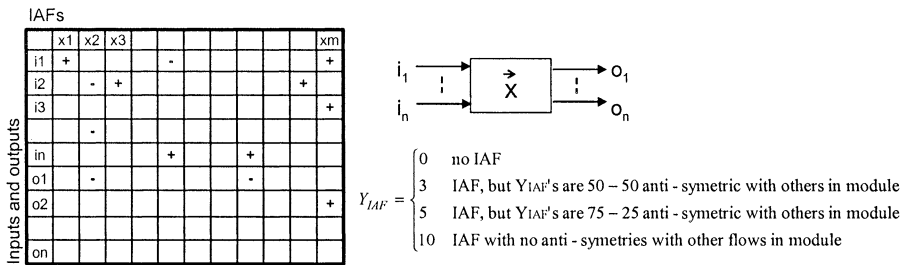 IAFs
x1 x2 x3 xm
i1 + - +
i2 - + +
i3 +
-
in + +
o1 - -
o2 +
on
Inputs and outputs
i1 x o1
in on
YIAF =
0 no IAF
3 IAF, but YIAF's are 50 – 50 anti - symetric with others in module
5 IAF, but YIAF's are 75 – 25 anti - symetric with others in module
10 IAF with no anti - symetries with other flows in module